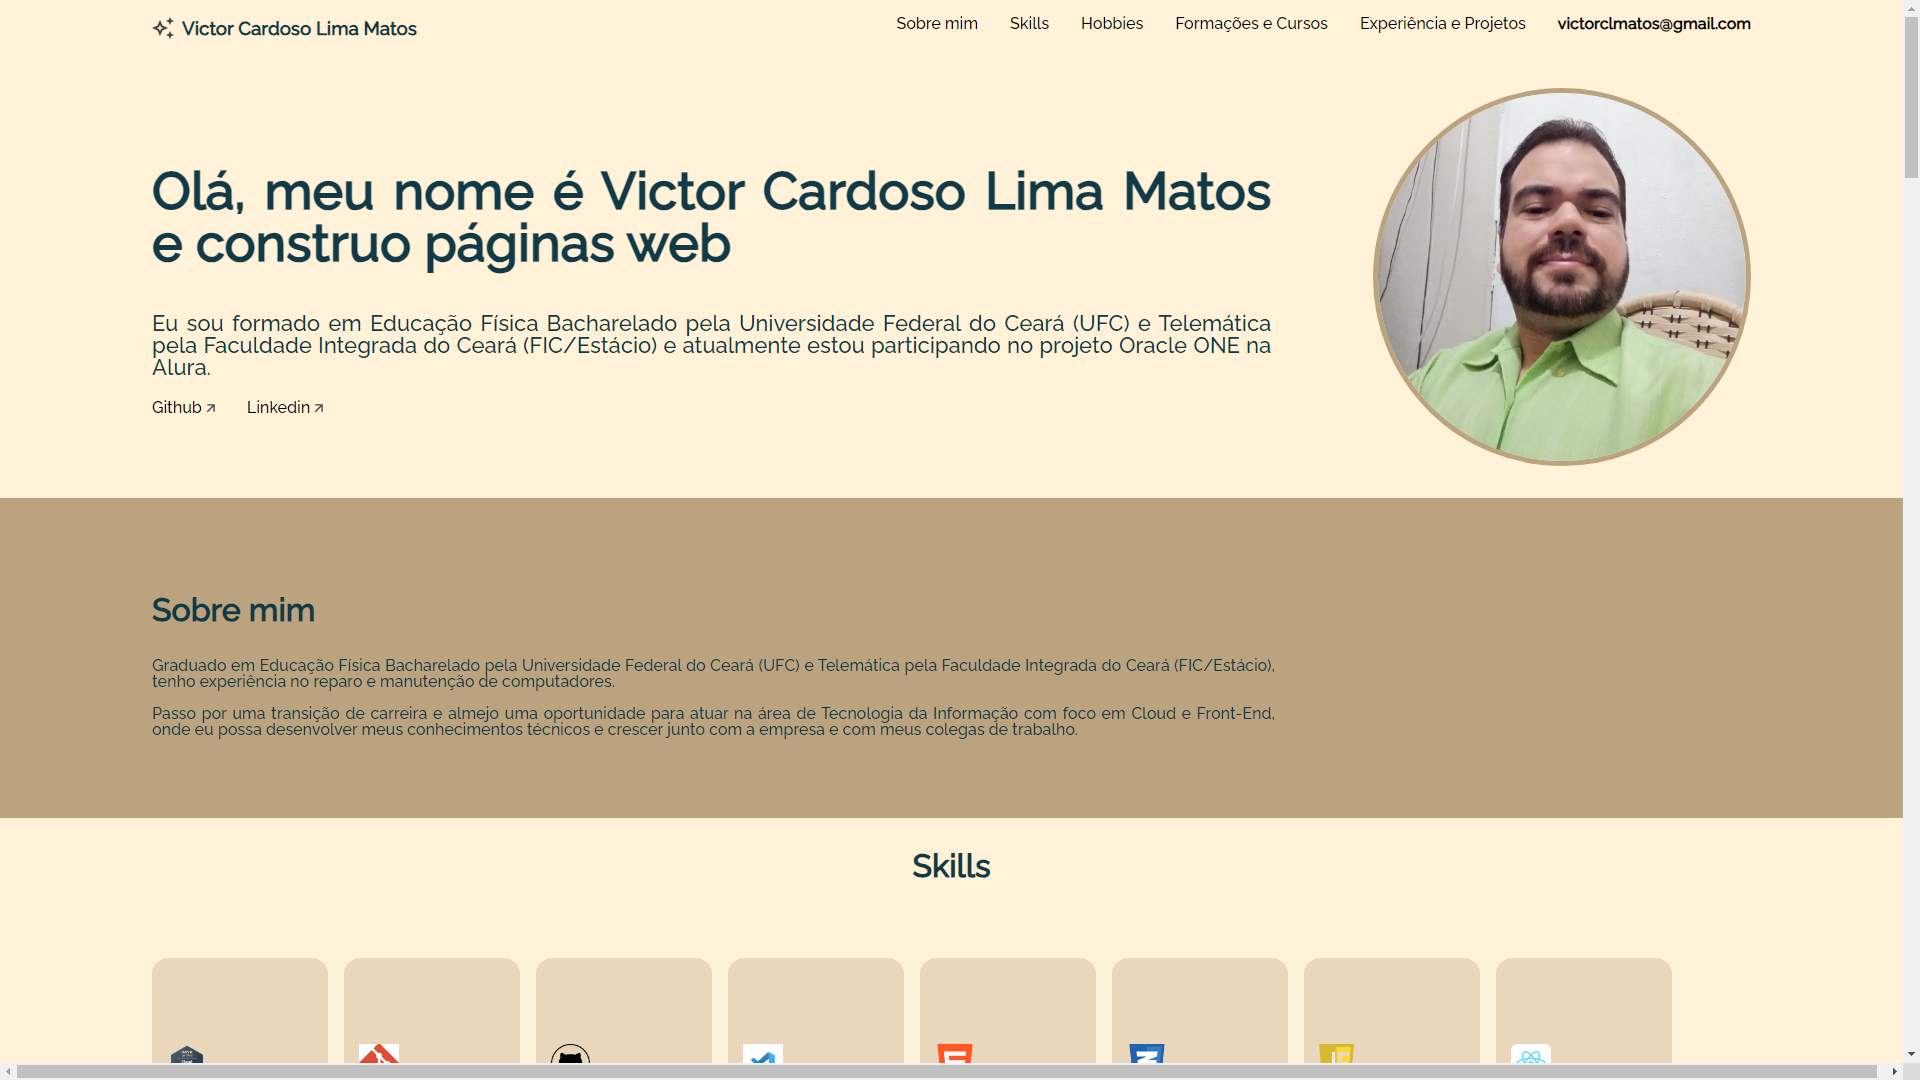 Victor Cardoso Lima Matos
Sobre mim
Skills
Hobbies
Formações e Cursos
Experiência e Projetos
victorclmatos@gmail.com
Olá, meu nome é Victor Cardoso Lima Matos
e construo páginas web
Eu sou formado em Educação Física Bacharelado pela Universidade Federal do Ceará (UFC) e Telemática
pela Faculdade Integrada do Ceará (FIC/Estácio) e atualmente estou participando no projeto Oracle ONE na
Alura.
Github
Linkedin
Sobre mim
Graduado em Educação Física Bacharelado pela Universidade Federal do Ceará (UFC) e Telemática pela Faculdade Integrada do Ceará (FIC/Estácio),
tenho experiência no reparo e manutenção de computadores.
Passo por uma transição de carreira e almejo uma oportunidade para atuar na área de Tecnologia da Informação com foco em Cloud e Front-End,
onde eu possa desenvolver meus conhecimentos técnicos e crescer junto com a empresa e com meus colegas de trabalho.
Skills